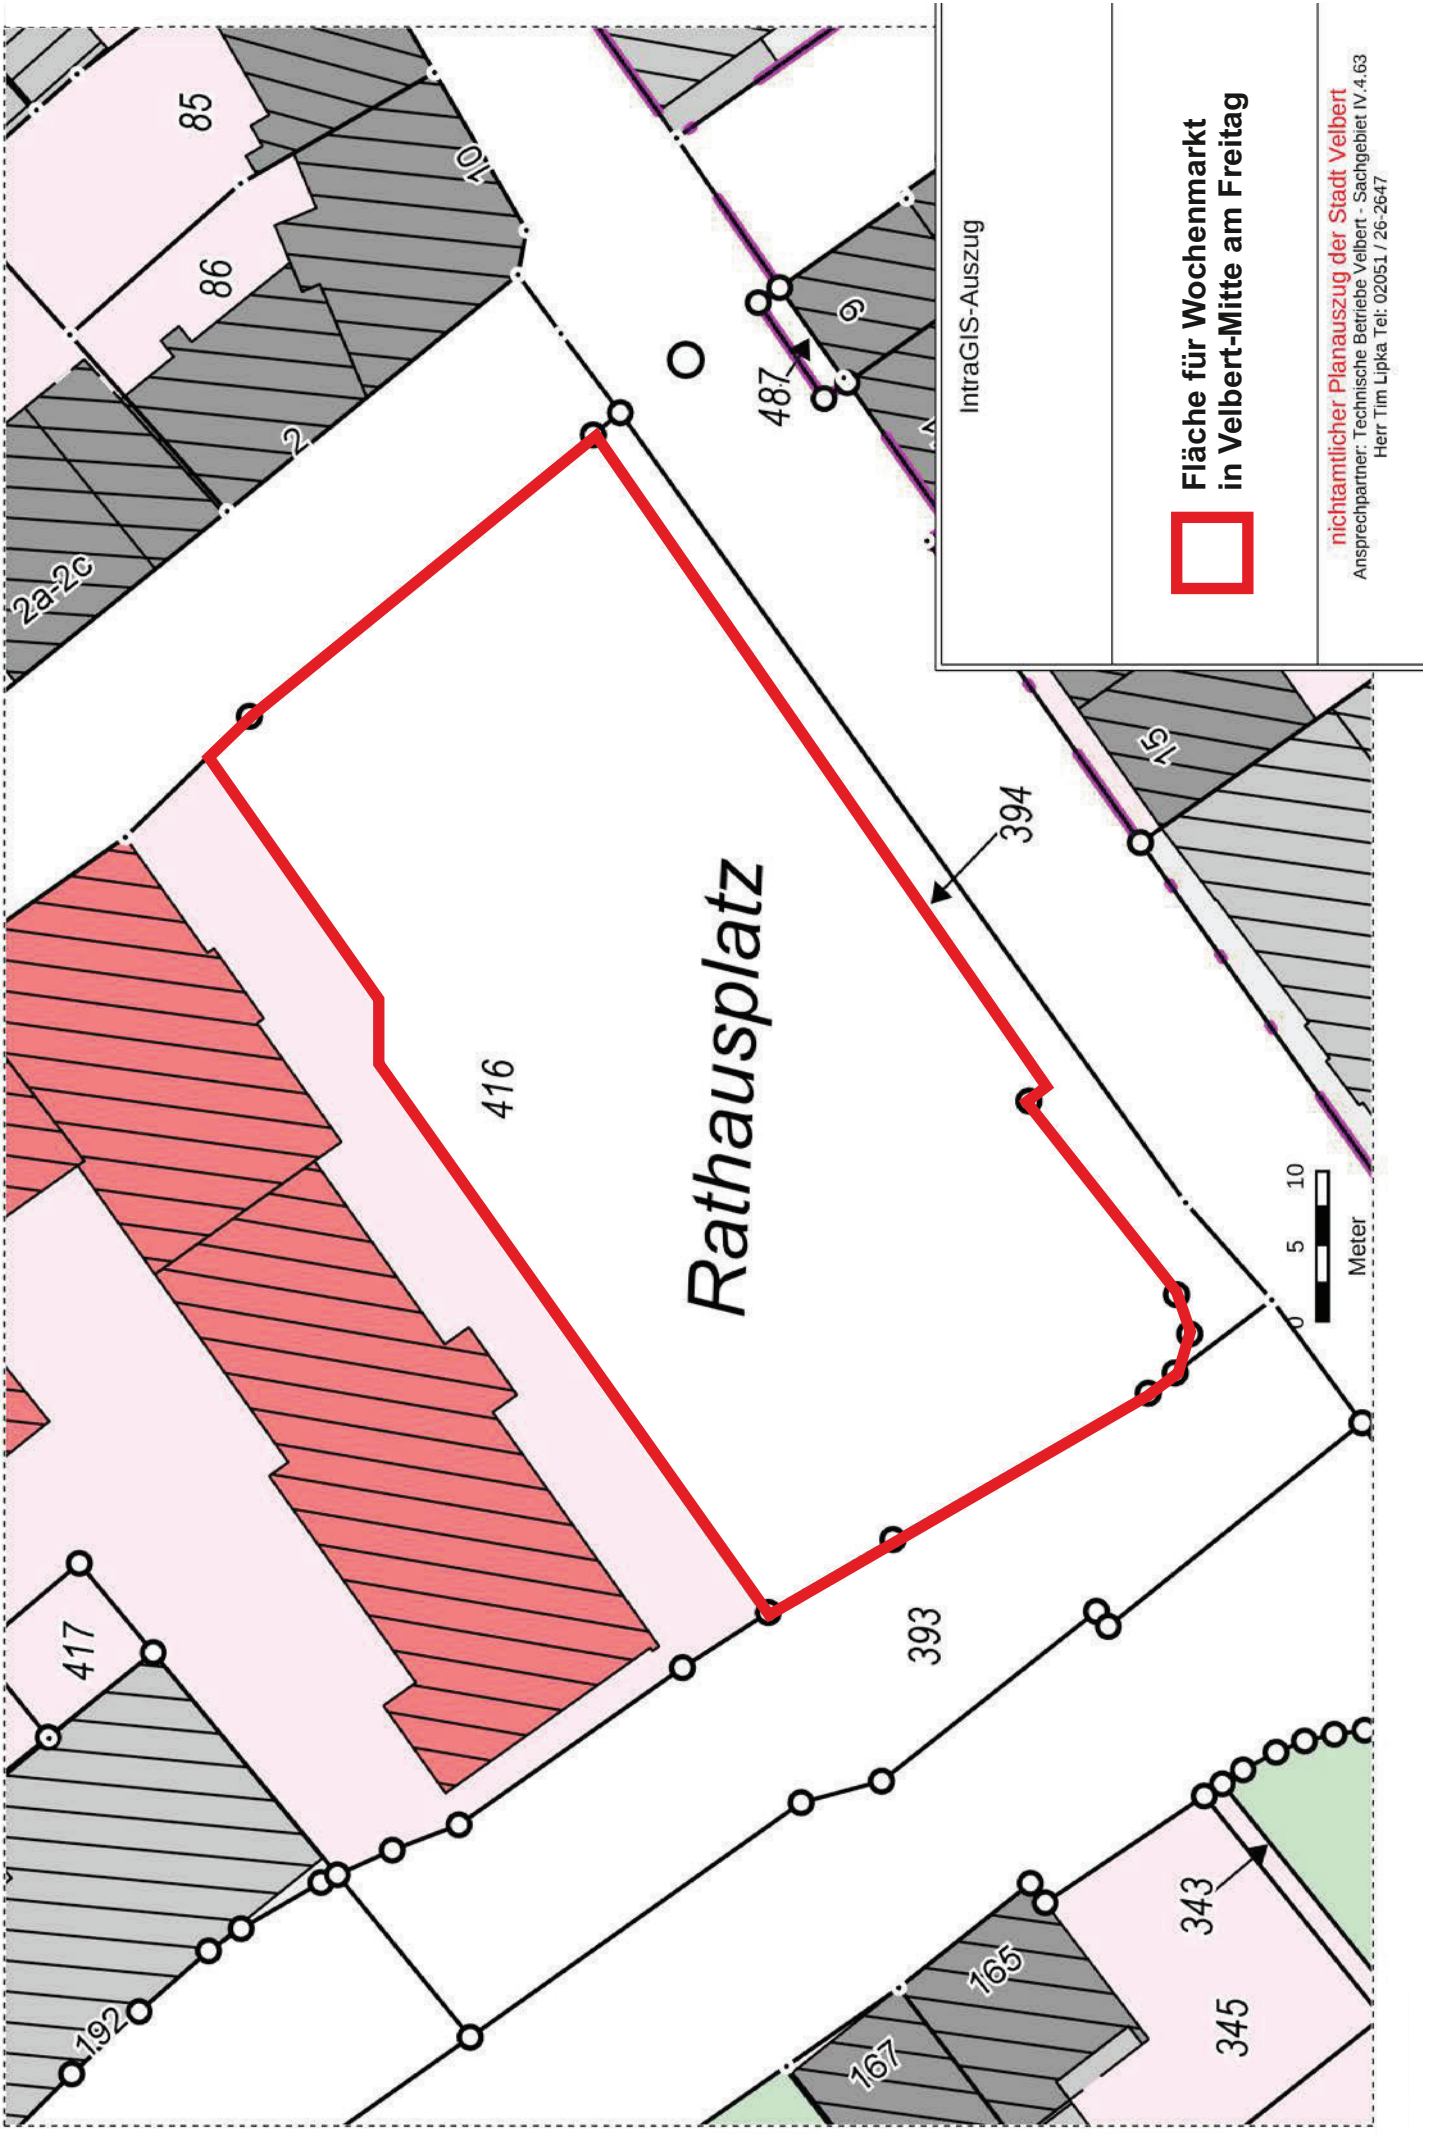 85
86
10
2
2a-2c
487
9
416
Rathausplatz
394
15
417
393
192
167
165
343
345
0 5 10
Meter
IntraGIS-Auszug
Fläche für Wochenmarkt
in Velbert-Mitte am Freitag
nichtamtlicher Planauszug der Stadt Velbert
Ansprechpartner: Technische Betriebe Velbert - Sachgebiet IV.4.63
Herr Tim Lipka Tel: 02051 / 26-2647